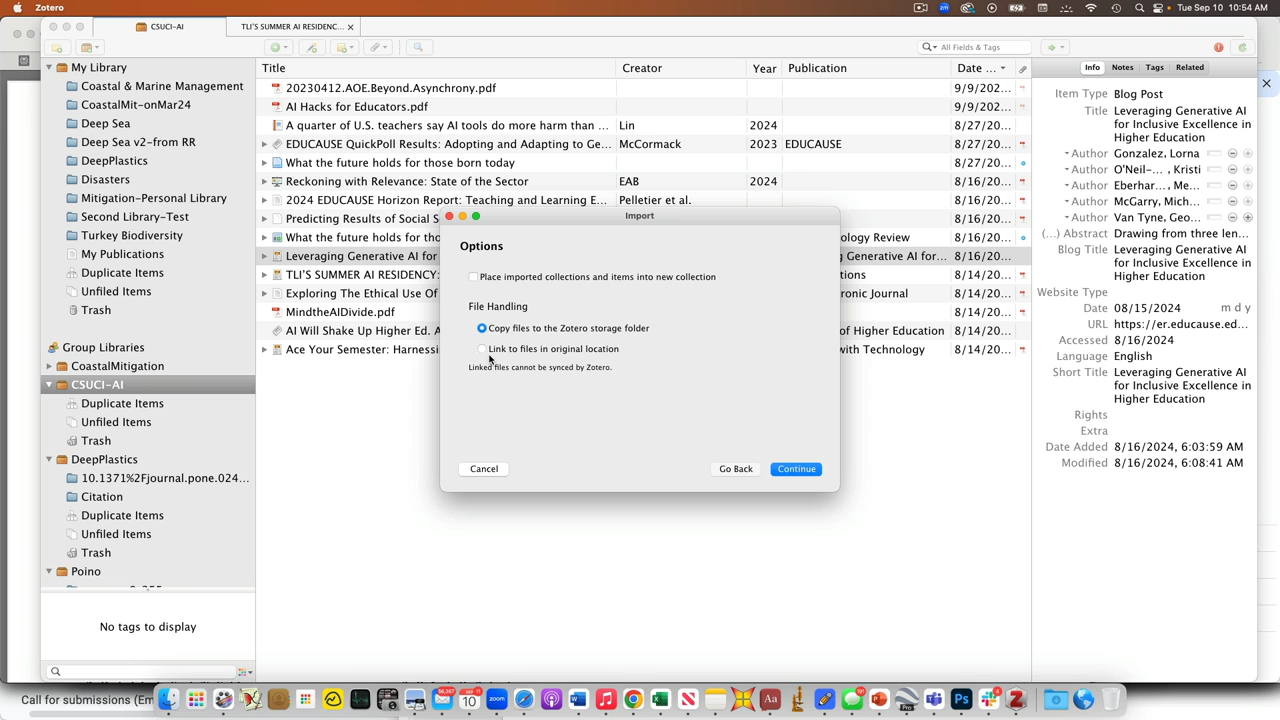 Zotero
Tue Sep 10 10:54 AM
CSUCI-AI
TLI'S SUMMER AI RESIDENC...
All Fields & Tags
My Library
Coastal & Marine Management
CoastalMit-onMar24
Deep Sea
Deep Sea v2-from RR
DeepPlastics
Disasters
Mitigation-Personal Library
Second Library-Test
Turkey Biodiversity
My Publications
Duplicate Items
Unfiled Items
Trash
Group Libraries
CoastalMitigation
CSUCI-AI
Duplicate Items
Unfiled Items
Trash
DeepPlastics
10.1371%2Fjournal.pone.024...
Citation
Duplicate Items
Unfiled Items
Trash
Poino
No tags to display
Title Creator Year Publication Date ...
20230412.AOE.Beyond.Asynchrony.pdf 9/9/202...
AI Hacks for Educators.pdf 9/9/202...
A quarter of U.S. teachers say AI tools do more harm than ... Lin 2024 8/27/20...
EDUCAUSE QuickPoll Results: Adopting and Adapting to Ge... McCormack 2023 EDUCAUSE 8/27/20...
What the future holds for those born today 8/27/20...
Reckoning with Relevance: State of the Sector EAB 2024 8/16/20...
2024 EDUCAUSE Horizon Report: Teaching and Learning E... Pelletier et al. 8/16/20...
Predicting Results of Social S 8/16/20...
What the future holds for tho ology Review 8/16/20...
Leveraging Generative AI for g Generative AI for... 8/16/20...
TLI'S SUMMER AI RESIDENCY: tions 8/14/20...
Exploring The Ethical Use Of ronic Journal 8/14/20...
MindtheAIDivide.pdf 8/14/20...
AI Will Shake Up Higher Ed. A of Higher Education 8/14/20...
Ace Your Semester: Harnessi with Technology 8/14/20...
Import
Options
Place imported collections and items into new collection
File Handling
Copy files to the Zotero storage folder
Link to files in original location
Linked files cannot be synced by Zotero.
Cancel
Go Back
Continue
Info Notes Tags Related
Item Type Blog Post
Title Leveraging Generative AI
for Inclusive Excellence in
Higher Education
Author Gonzalez, Lorna
Author O'Neil-... , Kristi
Author Eberhar..., Me...
Author McGarry, Mich...
Author Van Tyne, Geo...
(...) Abstract Drawing from three len...
Blog Title Leveraging Generative AI
for Inclusive Excellence in
Higher Education
Website Type
Date 08/15/2024 m d y
URL https://er.educause.ed...
Accessed 8/16/2024
Language English
Short Title Leveraging Generative AI
for Inclusive Excellence in
Higher Education
Rights
Extra
Date Added 8/16/2024, 6:03:59 AM
Modified 8/16/2024, 6:08:41 AM
Call for submissions (Em